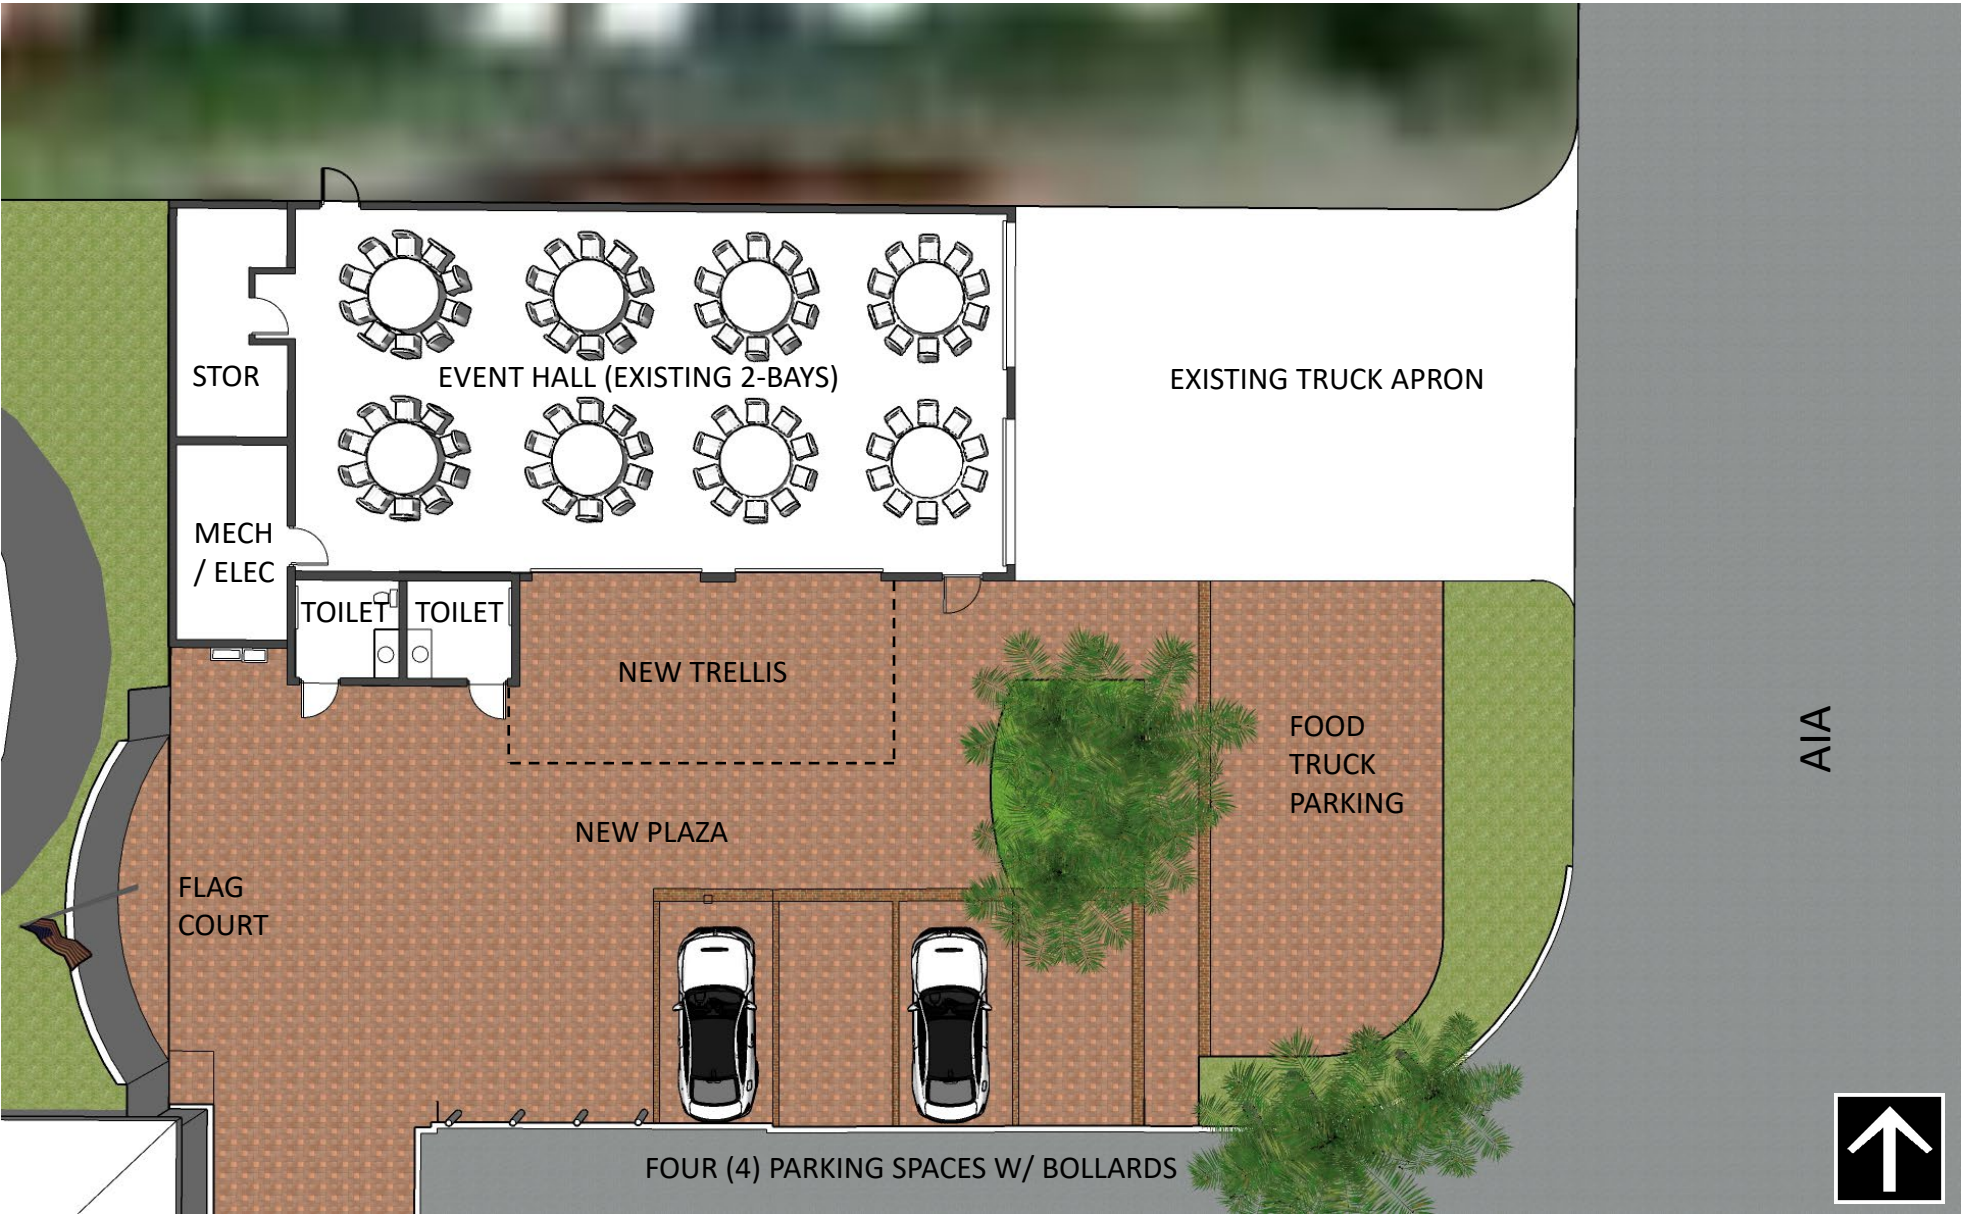 STOR
EVENT HALL (EXISTING 2-BAYS)
EXISTING TRUCK APRON
MECH
/ ELEC
TOILET
TOILET
NEW TRELLIS
FOOD
TRUCK
PARKING
AIA
NEW PLAZA
FLAG
COURT
FOUR (4) PARKING SPACES W/ BOLLARDS